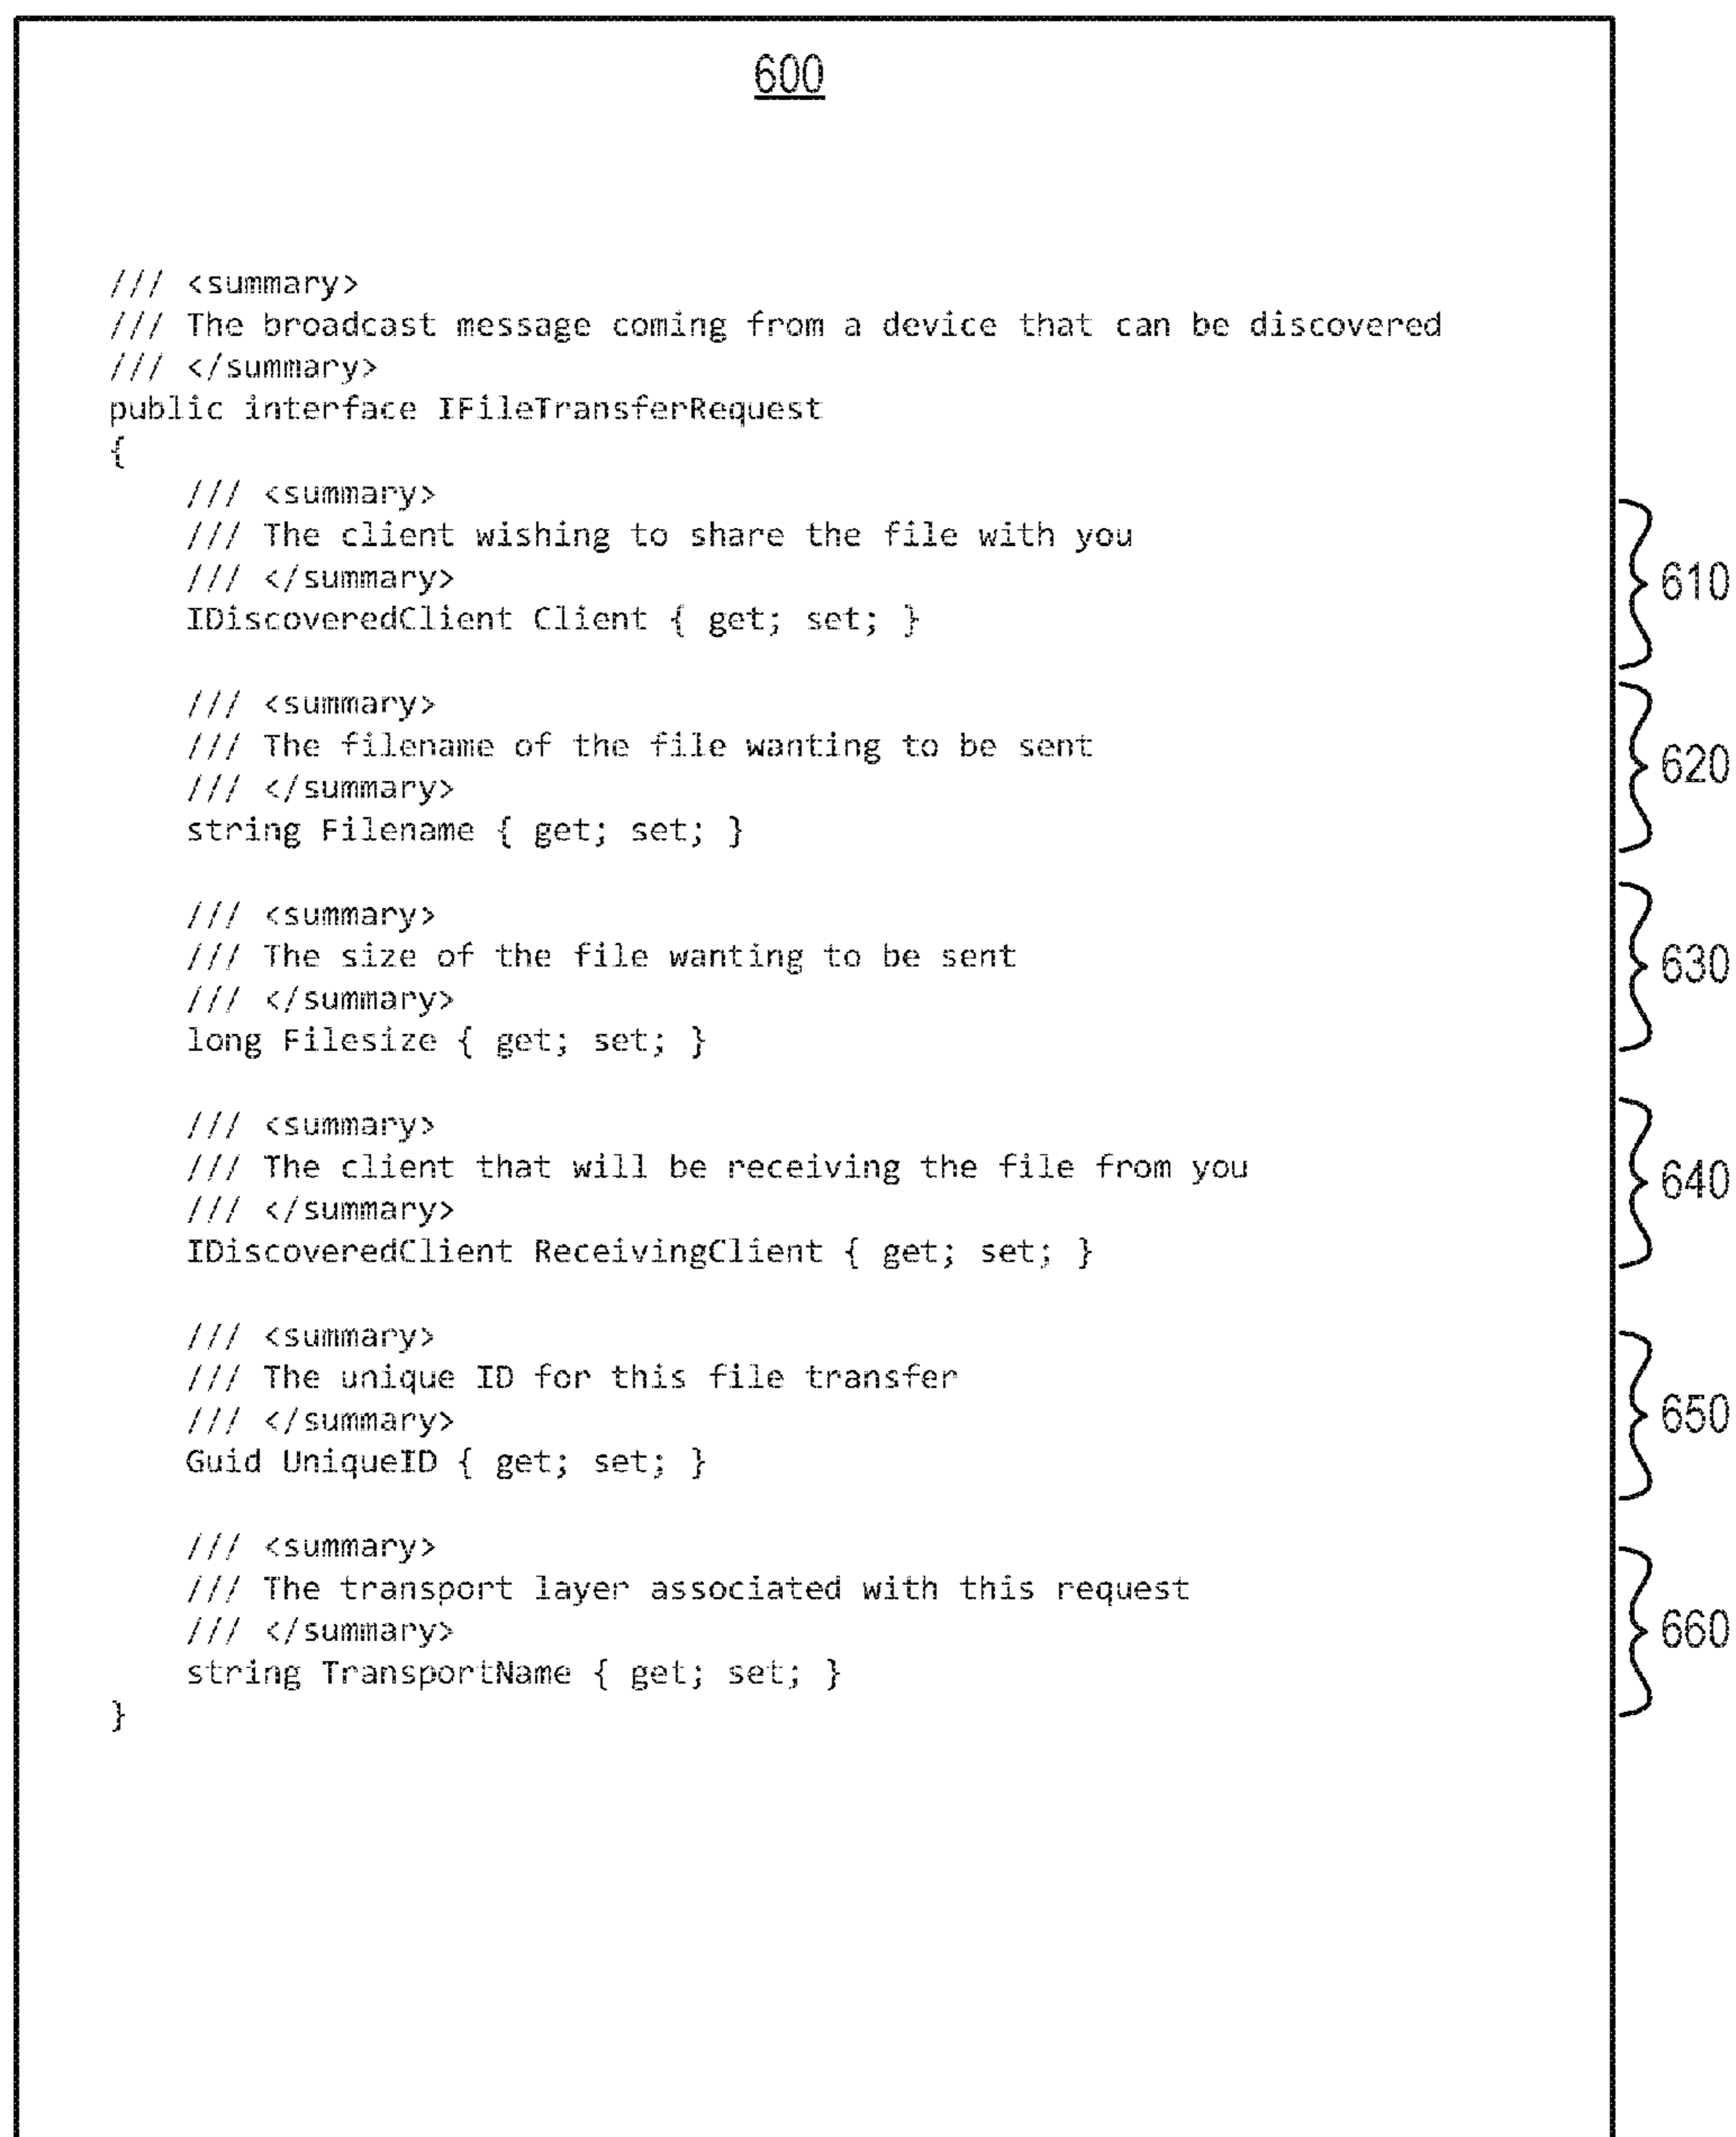 600
/// <summary>
/// The broadcast message coming from a device that can be discovered
/// </summary>
public interface IFileTransferRequest
{
/// <summary>
/// The client wishing to share the file with you
/// </summary>
IDiscoveredClient Client { get; set; }
610
/// <summary>
/// The filename of the file wanting to be sent
/// </summary>
string Filename { get; set; }
620
/// <summary>
/// The size of the file wanting to be sent
/// </summary>
long Filesize { get; set; }
630
/// <summary>
/// The client that will be receiving the file from you
/// </summary>
IDiscoveredClient ReceivingClient { get; set; }
640
/// <summary>
/// The unique ID for this file transfer
/// </summary>
Guid UniqueID { get; set; }
650
/// <summary>
/// The transport layer associated with this request
/// </summary>
string TransportName { get; set; }
660
}